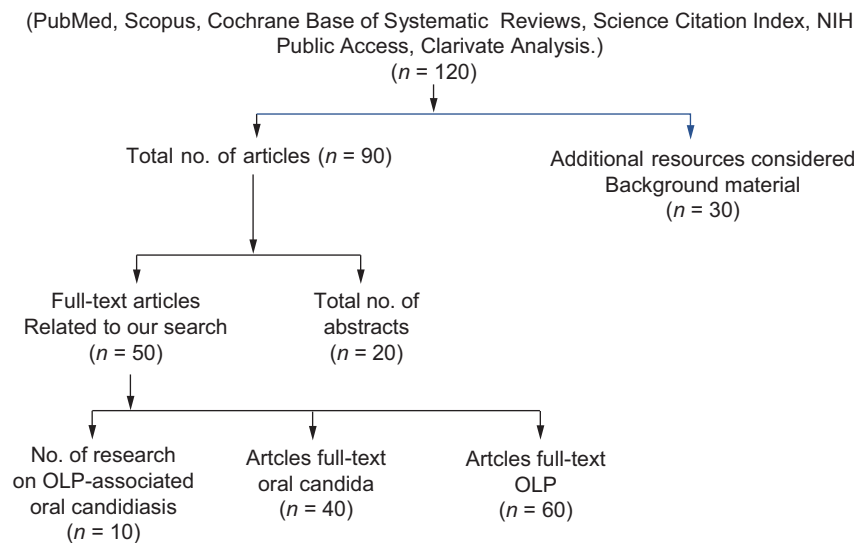 (PubMed, Scopus, Cochrane Base of Systematic Reviews, Science Citation Index, NIH
Public Access, Clarivate Analysis.)
(n = 120)
Total no. of articles (n = 90)
Additional resources considered
Background material
(n = 30)
Full-text articles
Related to our search
(n = 50)
Total no. of
abstracts
(n = 20)
No. of research
on OLP-associated
oral candidiasis
(n = 10)
Artcles full-text
oral candida
(n = 40)
Artcles full-text
OLP
(n = 60)